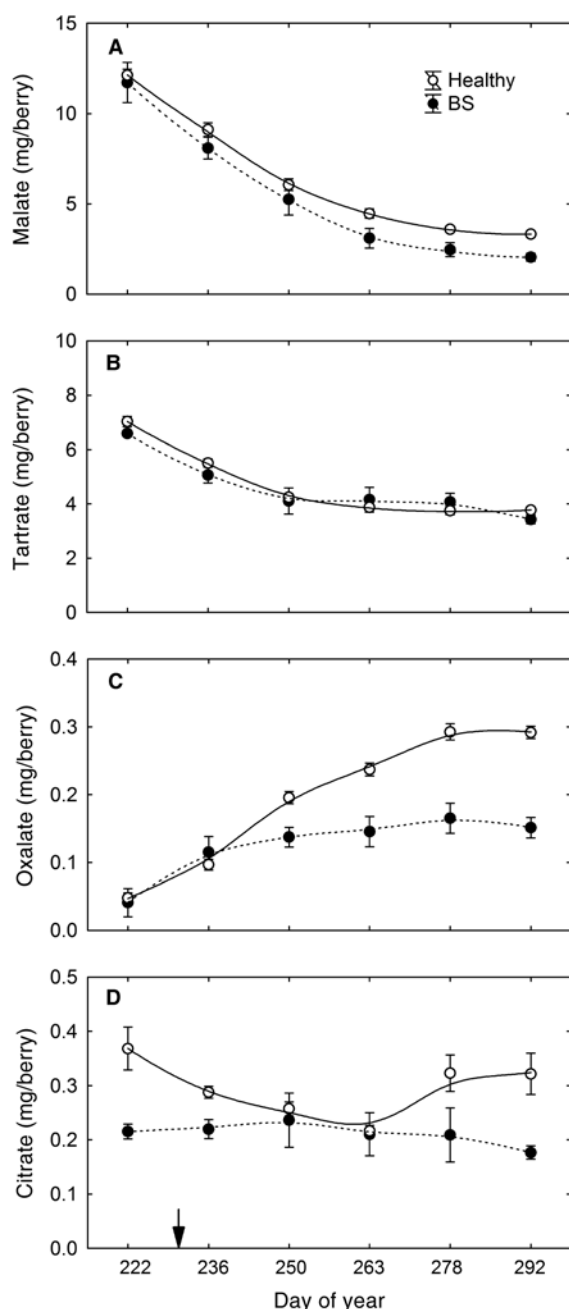 15
A
Healthy
BS
10
5
0
Malate (mg/berry)
10
B
8
6
4
2
0
Tartrate (mg/berry)
0.4
C
0.3
0.2
0.1
0.0
Oxalate (mg/berry)
0.5
D
0.4
0.3
0.2
0.1
0.0
Citrate (mg/berry)
222 236 250 263 278 292
Day of year